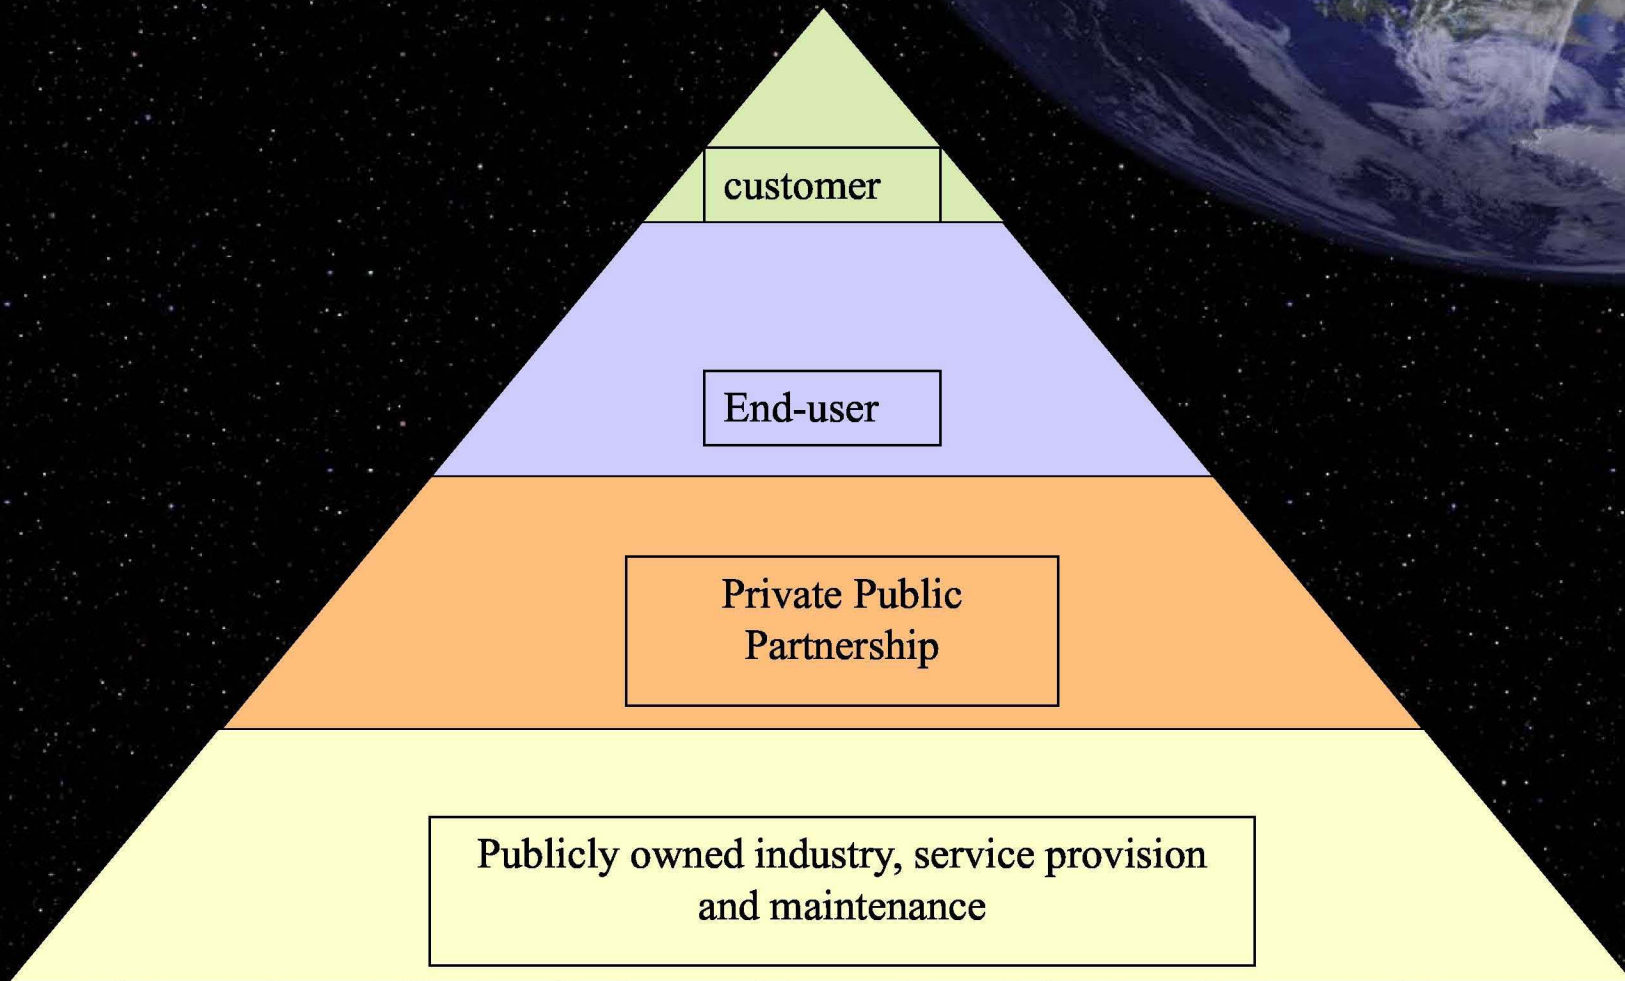 customer
End-user
Private Public
Partnership
Publicly owned industry, service provision
and maintenance